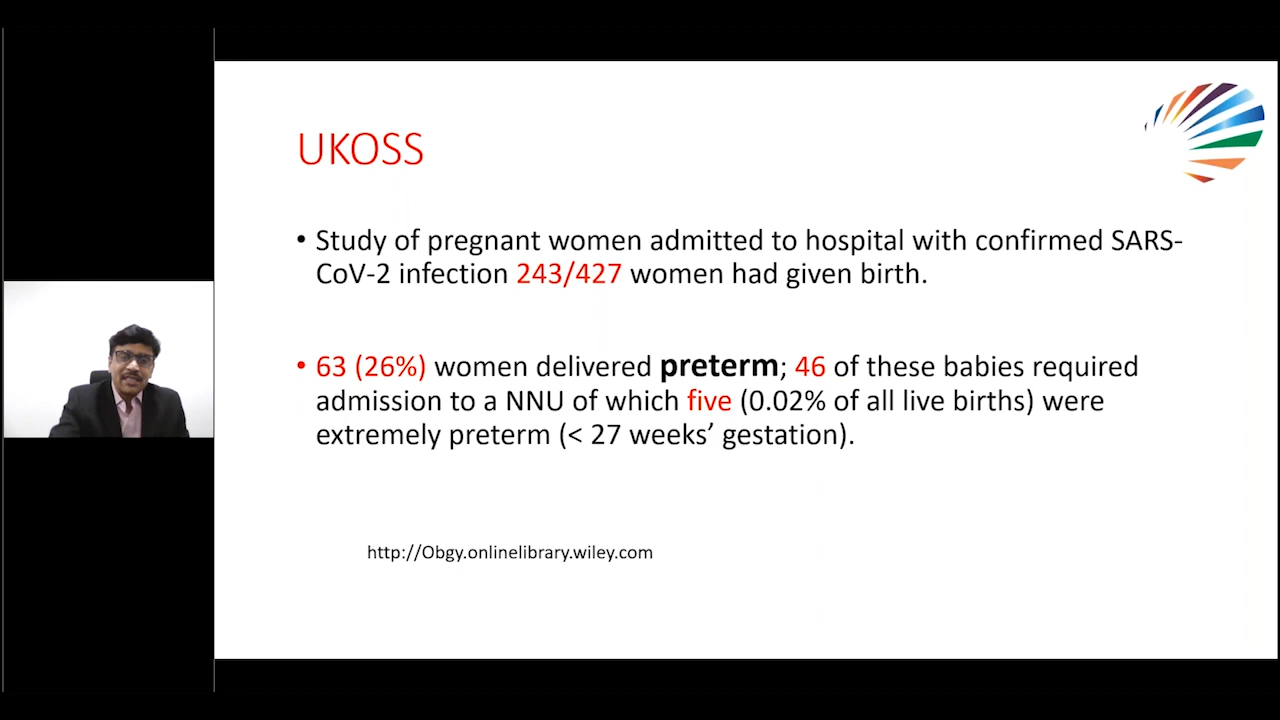 UKOSS
• Study of pregnant women admitted to hospital with confirmed SARS-
CoV-2 infection 243/427 women had given birth.
• 63 (26%) women delivered preterm; 46 of these babies required
admission to a NNU of which five (0.02% of all live births) were
extremely preterm (< 27 weeks’ gestation).
http://Obgy.onlinelibrary.wiley.com